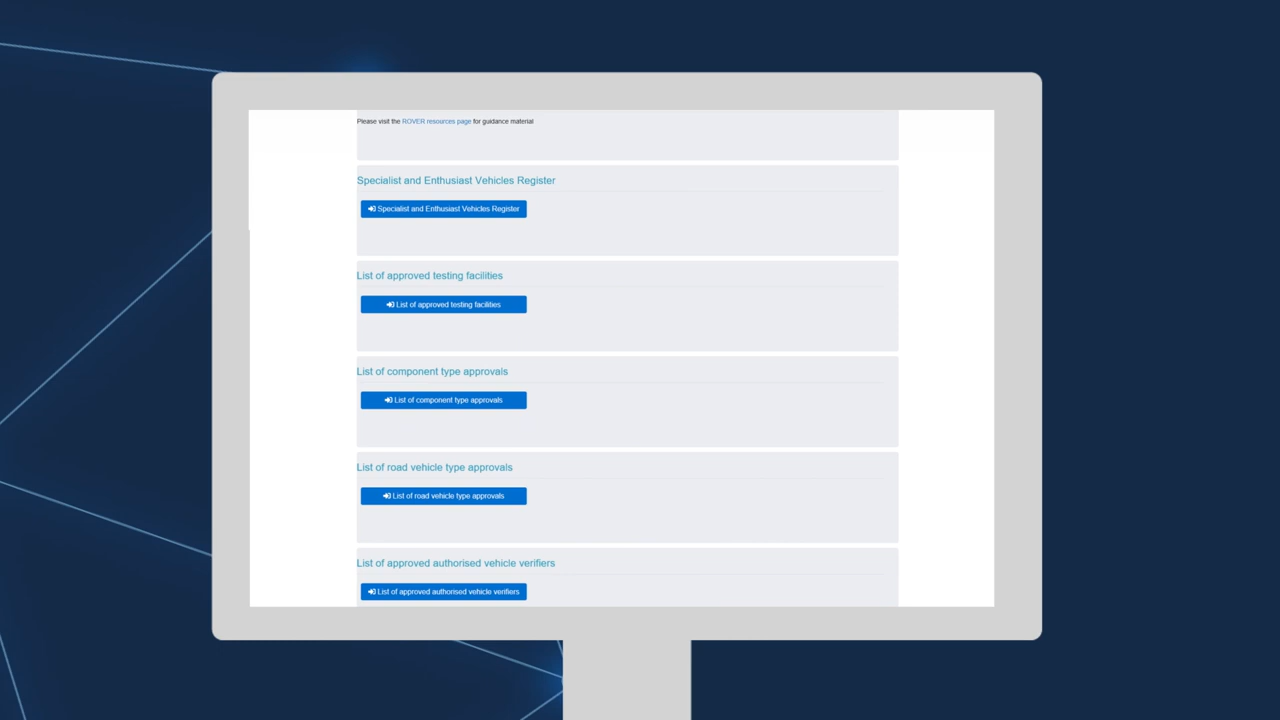 Please visit the ROVER resources page for guidance material
Specialist and Enthusiast Vehicles Register
Specialist and Enthusiast Vehicles Register
List of approved testing facilities
List of approved testing facilities
List of component type approvals
List of component type approvals
List of road vehicle type approvals
List of road vehicle type approvals
List of approved authorised vehicle verifiers
List of approved authorised vehicle verifiers